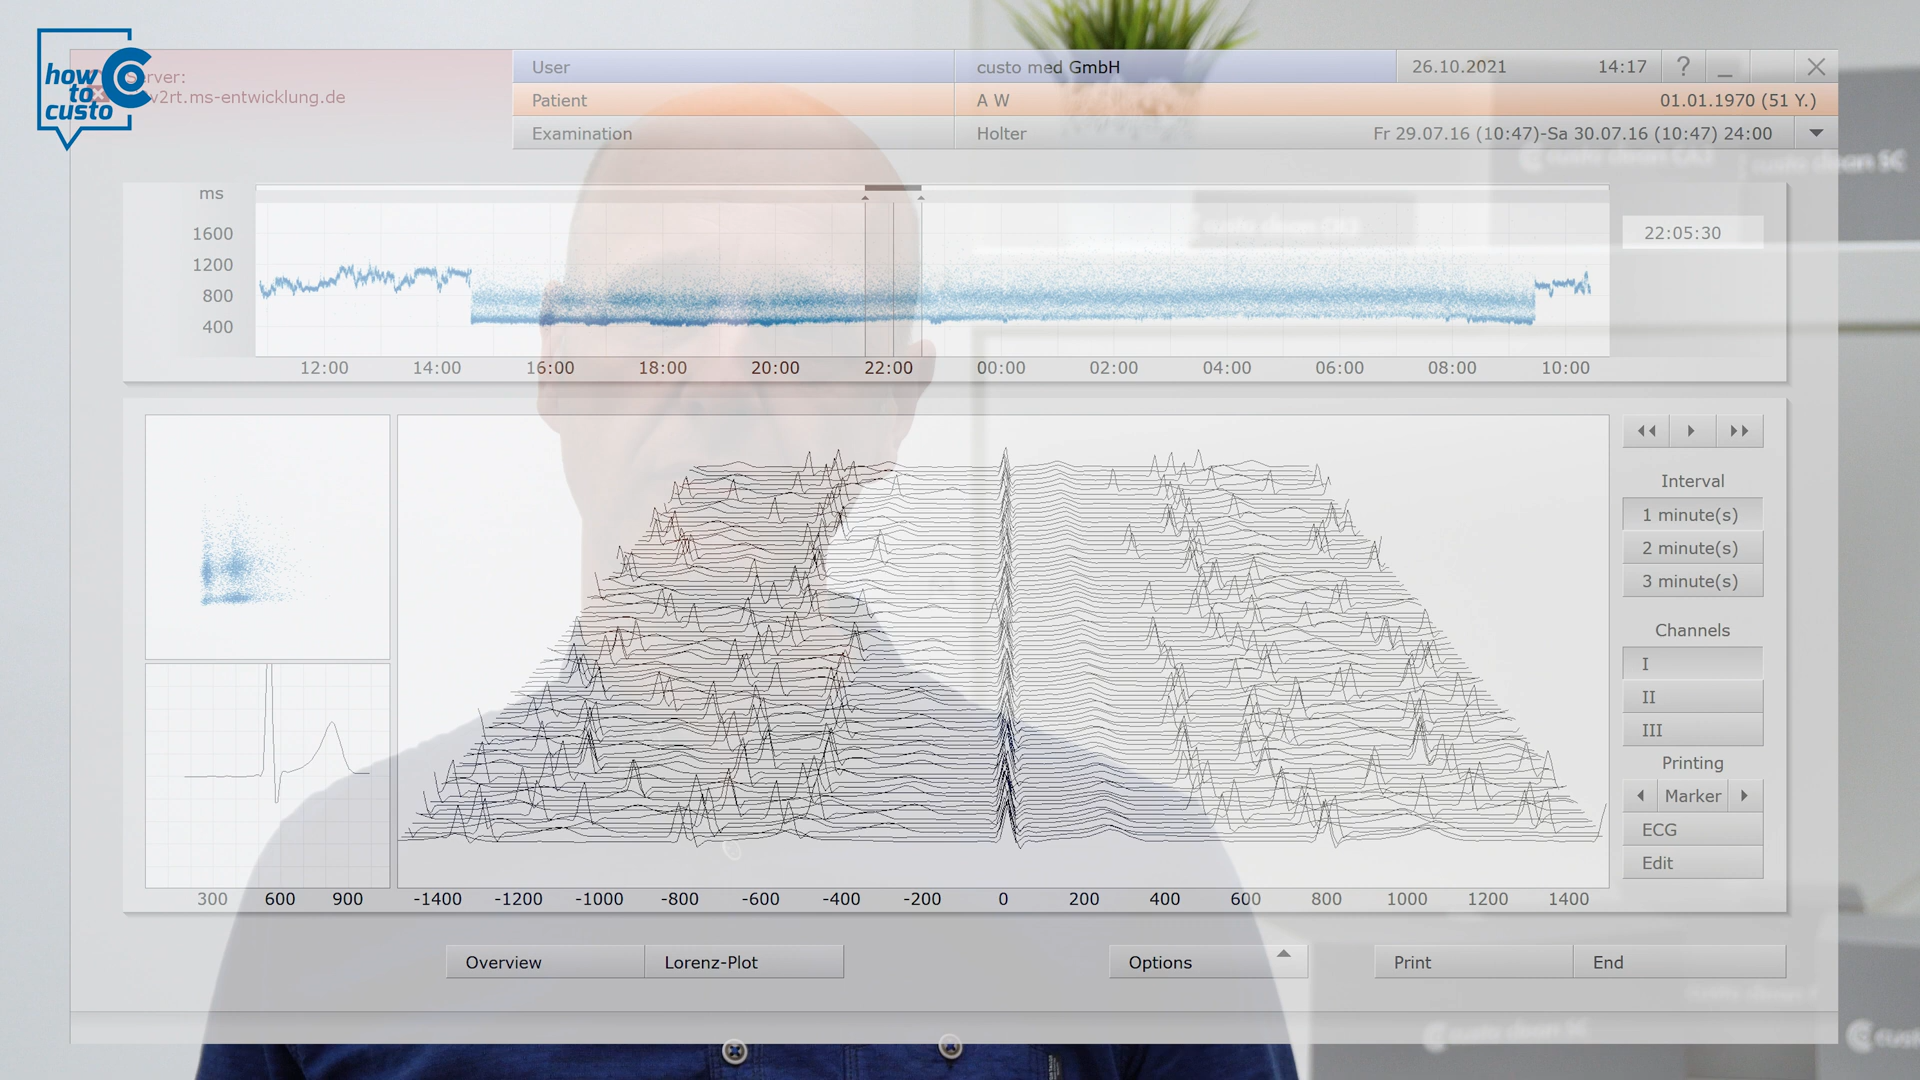 how
to
custo
Server:
v2rt.ms-entwicklung.de
User
custo med GmbH
26.10.2021
14:17
?
Patient
A W
01.01.1970 (51 Y.)
Examination
Holter
Fr 29.07.16 (10:47)-Sa 30.07.16 (10:47) 24:00
ms
1600
1200
800
400
22:05:30
12:00 14:00 16:00 18:00 20:00 22:00 00:00 02:00 04:00 06:00 08:00 10:00
Interval
1 minute(s)
2 minute(s)
3 minute(s)
Channels
I
II
III
Printing
Marker
ECG
Edit
300 600 900
-1400 -1200 -1000 -800 -600 -400 -200 0 200 400 600 800 1000 1200 1400
Overview
Lorenz-Plot
Options
Print
End